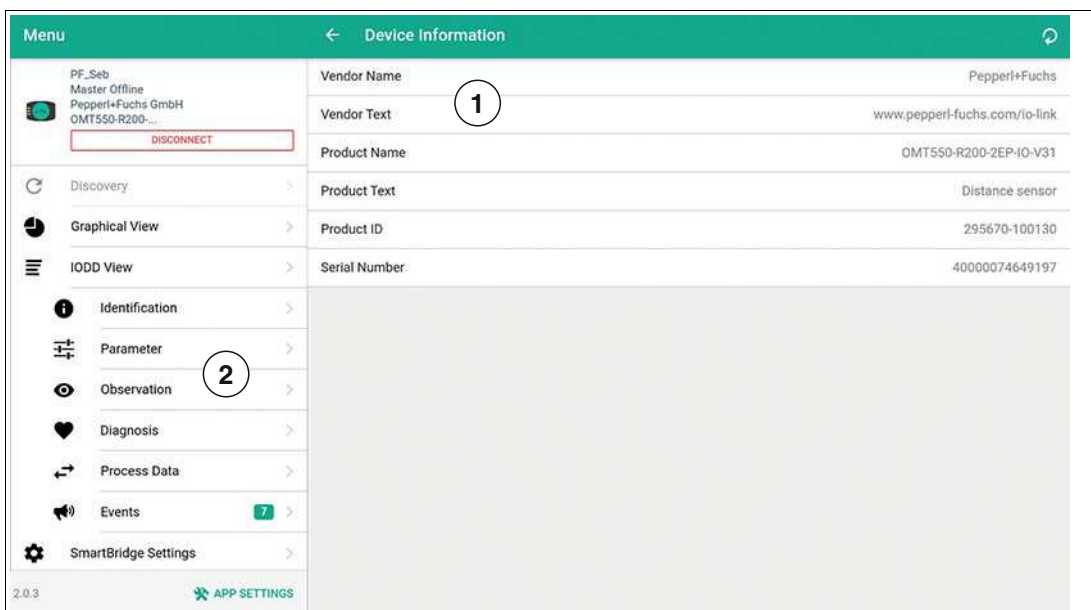 Menu
PF_Seb
Master Offline
Pepperl+Fuchs GmbH
OMT550-R200-...
DISCONNECT
Discovery
Graphical View
IODD View
Identification
Parameter
Observation
2
Diagnosis
Process Data
Events 7
SmartBridge Settings
2.0.3 APP SETTINGS
Device Information
Vendor Name Pepperl+Fuchs
1
Vendor Text www.pepperl-fuchs.com/io-link
Product Name OMT550-R200-2EP-IO-V31
Product Text Distance sensor
Product ID 295670-100130
Serial Number 40000074649197